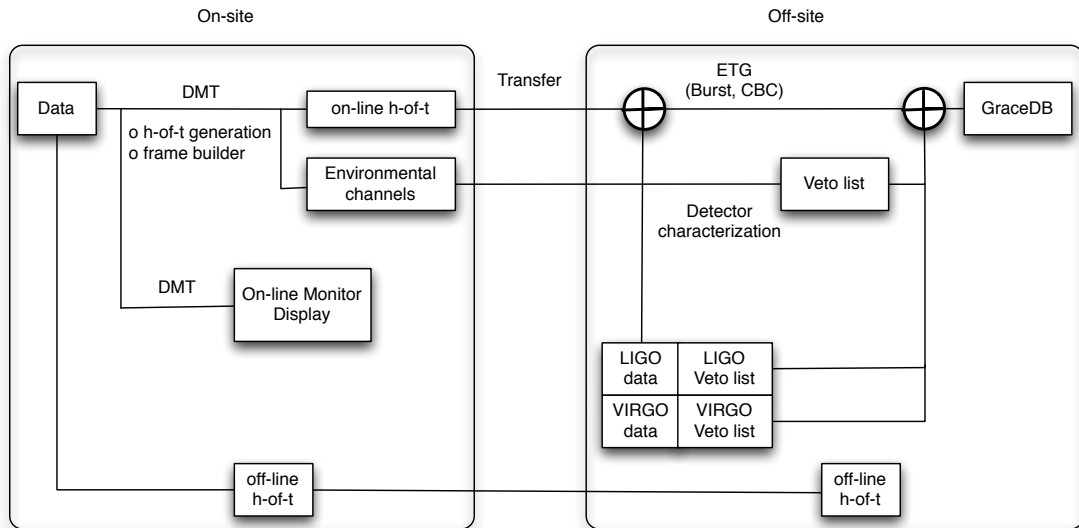 On-site
Off-site
Data
DMT
o h-of-t generation
o frame builder
on-line h-of-t
Environmental
channels
DMT
On-line Monitor
Display
off-line
h-of-t
Transfer
ETG
(Burst, CBC)
GraceDB
Veto list
Detector
characterization
LIGO
data
LIGO
Veto list
VIRGO
data
VIRGO
Veto list
off-line
h-of-t